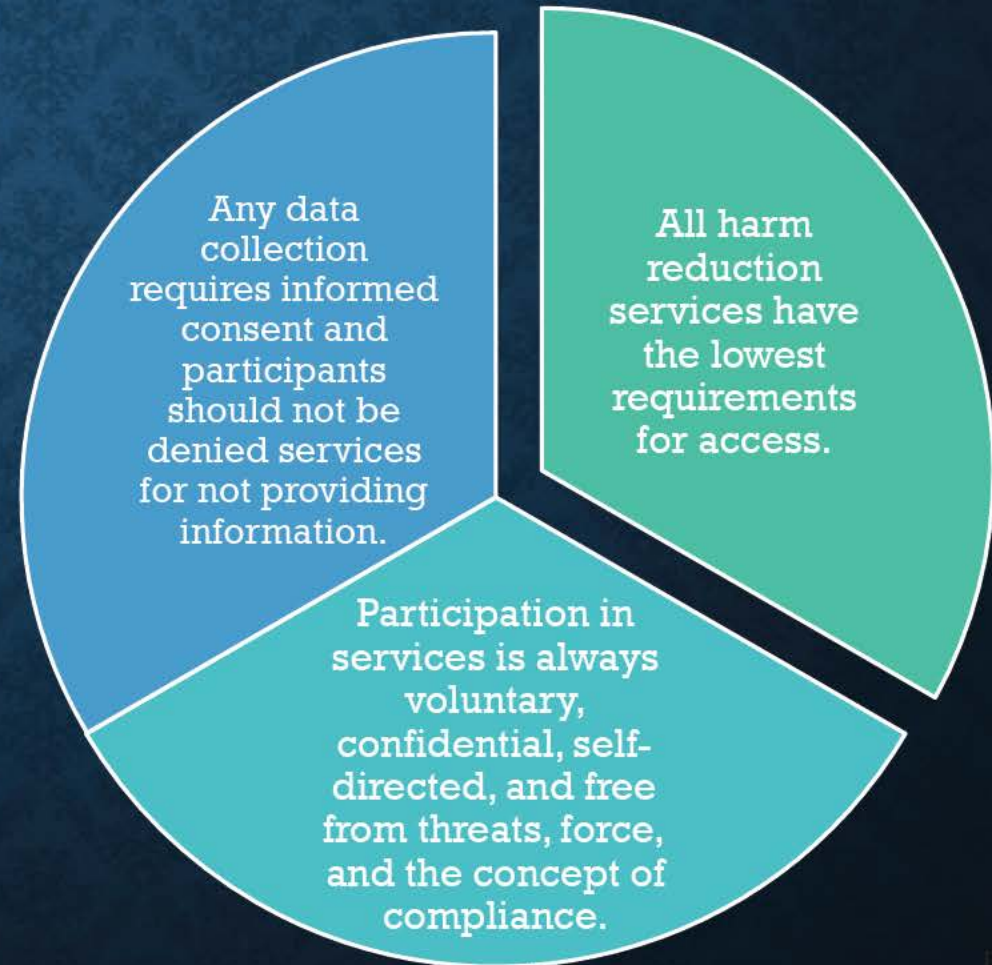 Any data
collection
requires informed
consent and
participants
should not be
denied services
for not providing
information.
All harm
reduction
services have
the lowest
requirements
for access.
Participation in
services is always
voluntary,
confidential, self-
directed, and free
from threats, force,
and the concept of
compliance.